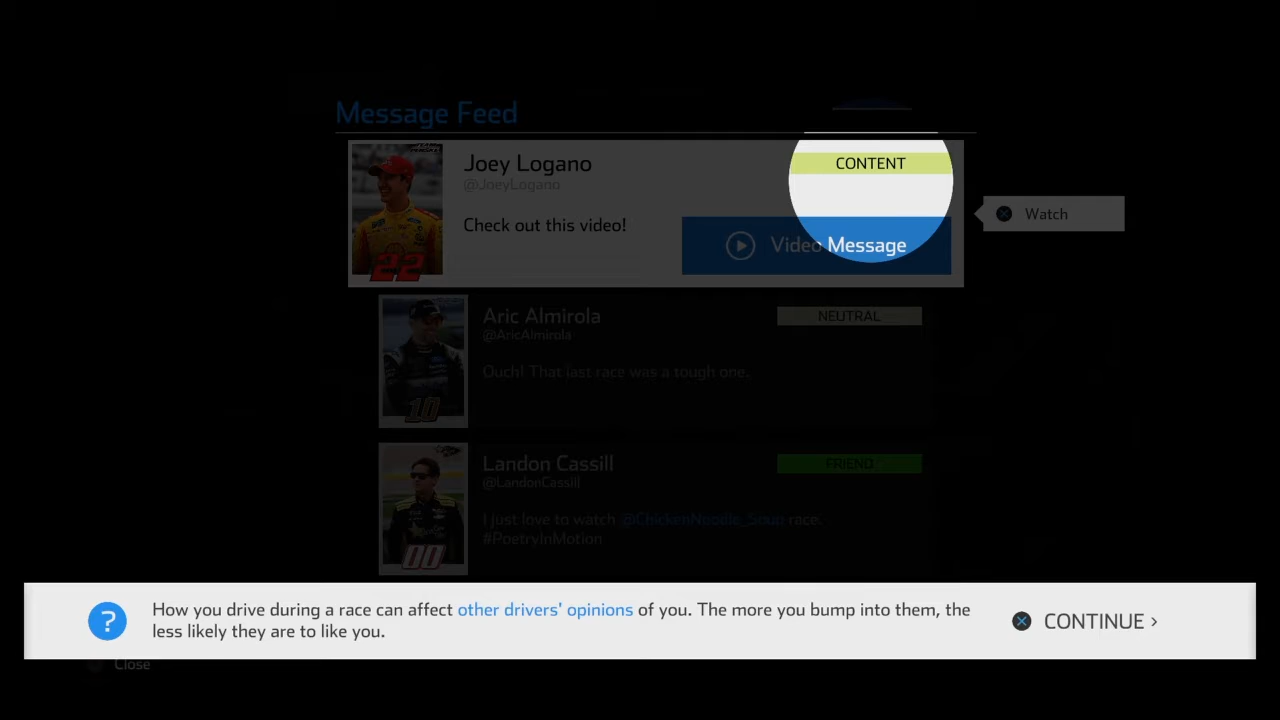 Message Feed
Joey Logano
@JoeyLogano
CONTENT
Check out this video!
Video Message
Watch
22
Aric Almirola
@AricAlmirola
NEUTRAL
Ouch! That last race was a tough one.
10
Landon Cassill
@LandonCassill
FRIEND
I just love to watch @ChickenNoodle_Soup race.
#PoetryInMotion
00
? How you drive during a race can affect other drivers' opinions of you. The more you bump into them, the
less likely they are to like you.
CONTINUE ›
Close